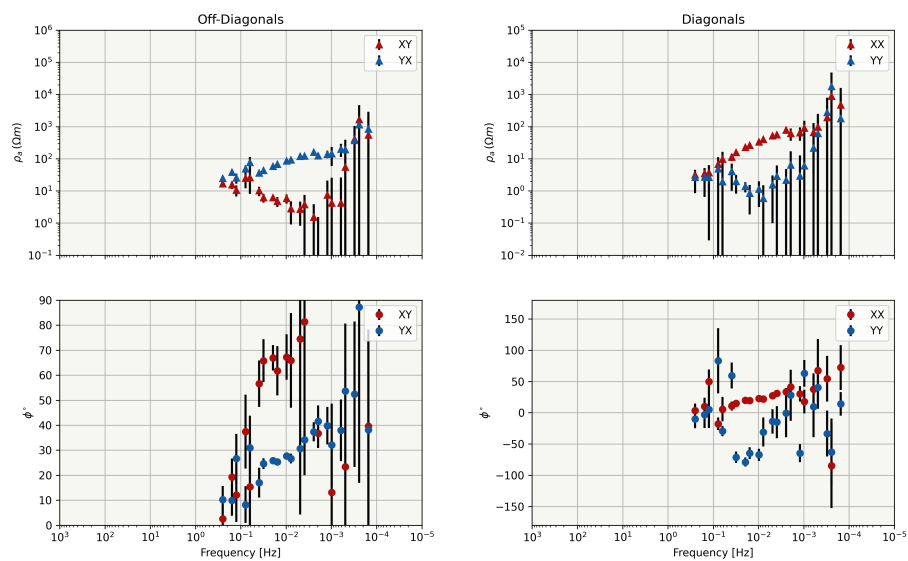 Off-Diagonals
Diagonals
10⁶
10⁵
10⁴
10³
10²
10¹
10⁰
10⁻¹
ρₐ (Ωm)
XY
YX
10⁵
10⁴
10³
10²
10¹
10⁰
10⁻¹
10⁻²
ρₐ (Ωm)
XX
YY
90
80
70
60
50
40
30
20
10
0
φ°
XY
YX
10³ 10² 10¹ 10⁰ 10⁻¹ 10⁻² 10⁻³ 10⁻⁴ 10⁻⁵
Frequency [Hz]
150
100
50
0
−50
−100
−150
φ°
XX
YY
10³ 10² 10¹ 10⁰ 10⁻¹ 10⁻² 10⁻³ 10⁻⁴ 10⁻⁵
Frequency [Hz]